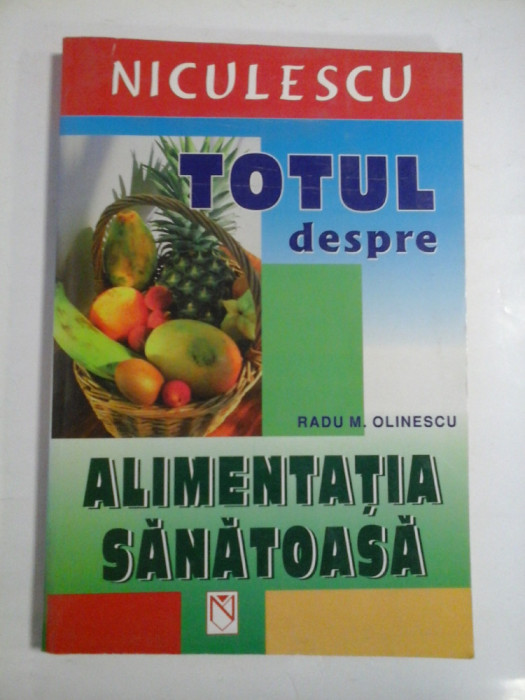 NICULESCU
TOTUL
despre
RADU M. OLINESCU
ALIMENTAȚIA
SĂNĂTOASĂ